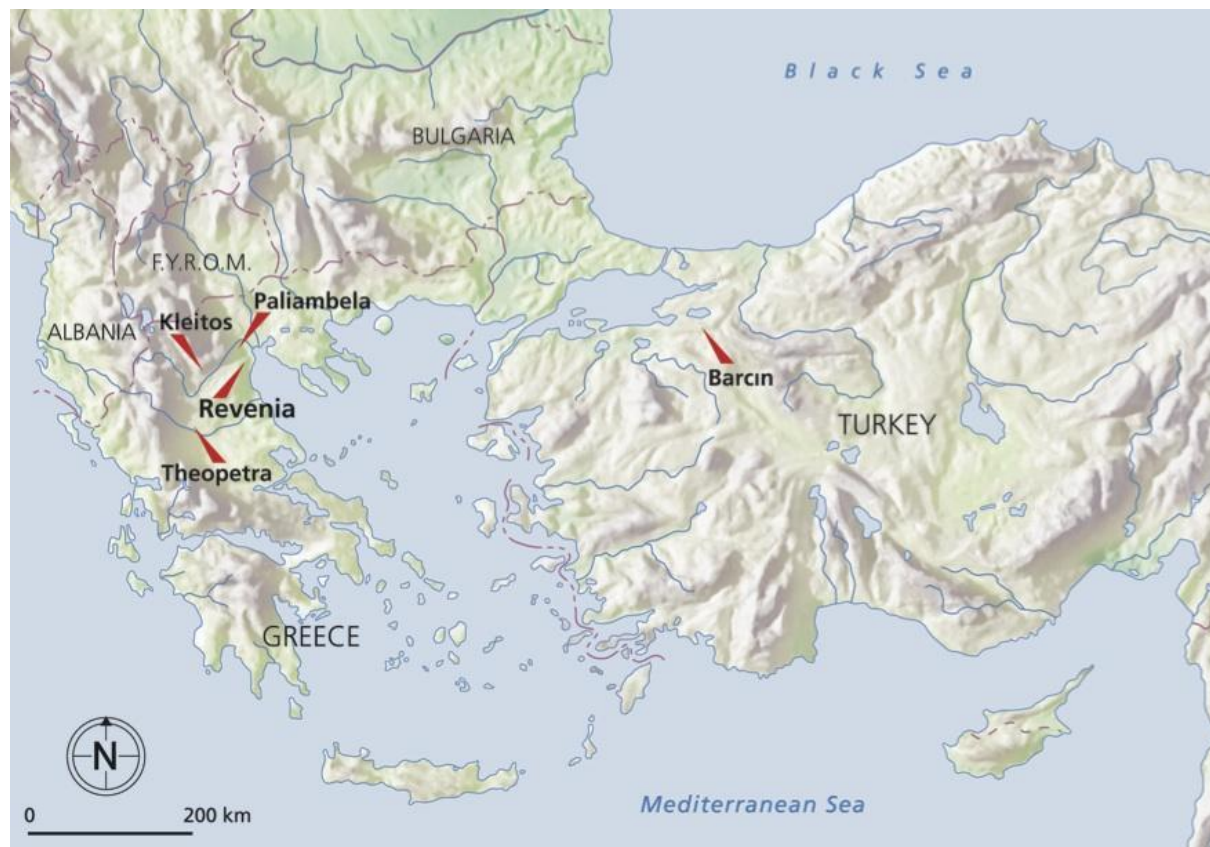 Black Sea
BULGARIA
F.Y.R.O.M.
Paliambela
ALBANIA
Kleitos
Barcın
Revenia
TURKEY
Theopetra
GREECE
N
0 200 km
Mediterranean Sea